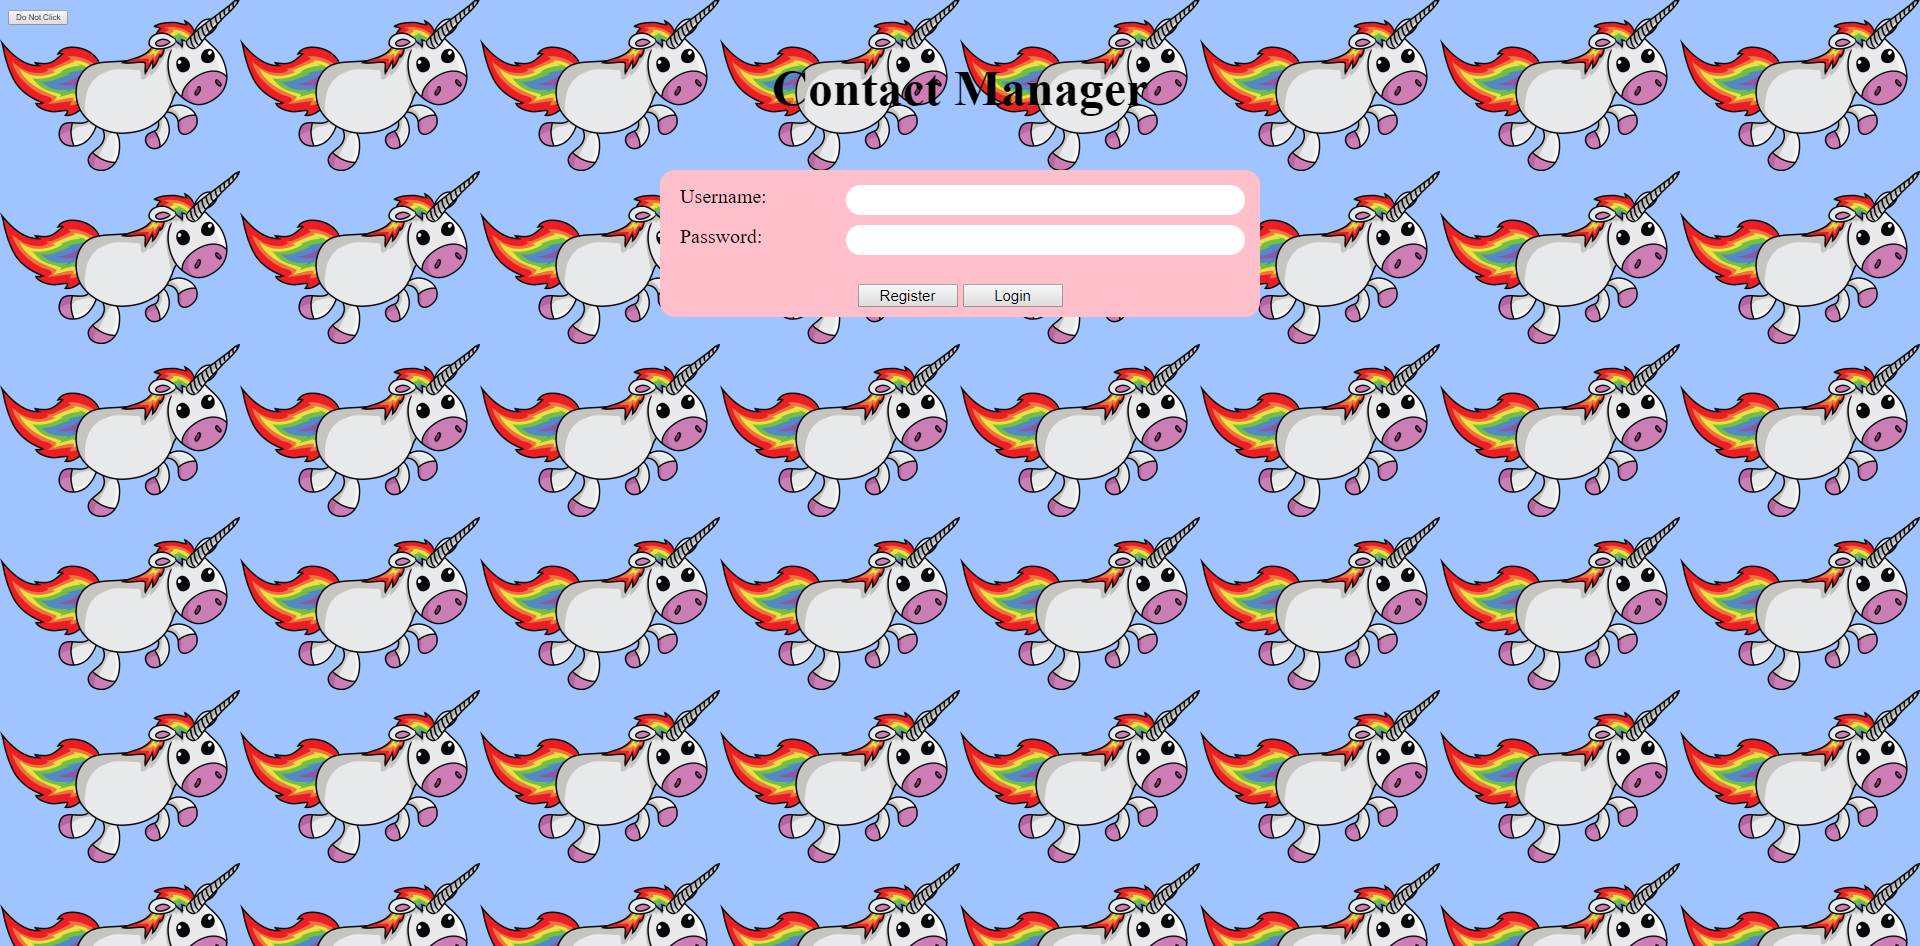 Do Not Click
Contact Manager
Username:
Password:
Register Login